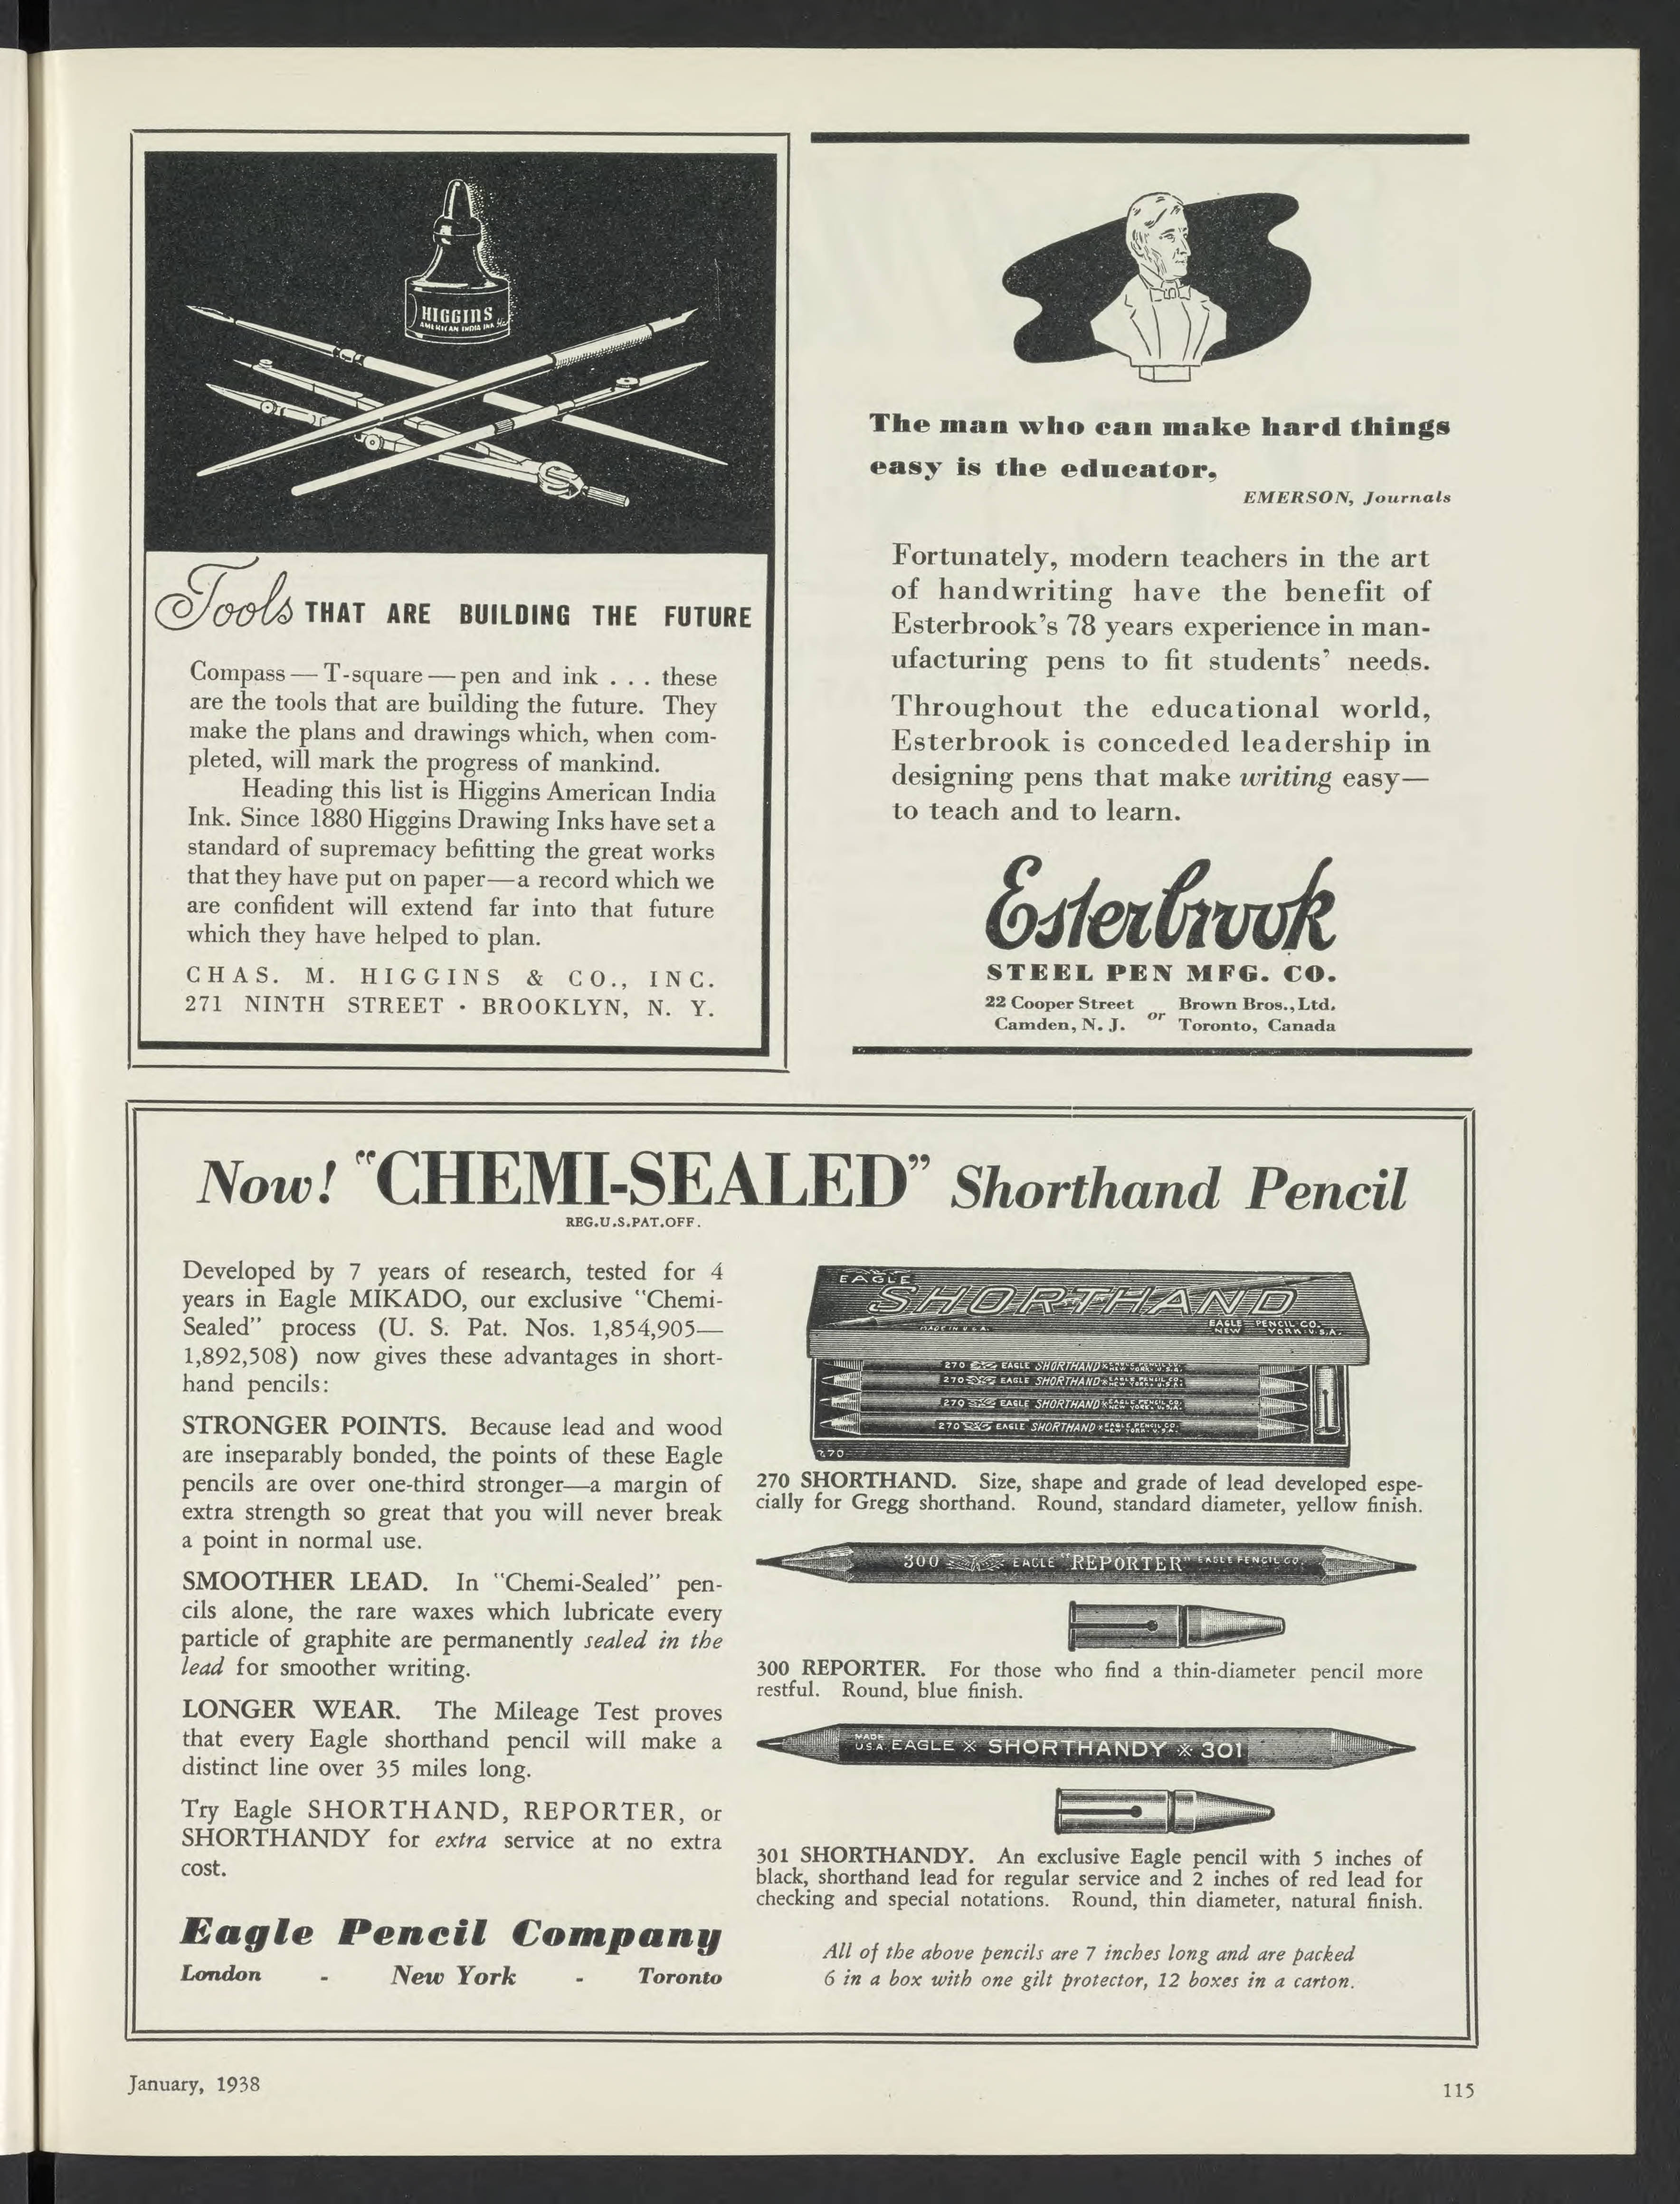 HIGGINS
AMERICAN INDIA INK
Tools THAT ARE BUILDING THE FUTURE
Compass — T-square — pen and ink . . . these
are the tools that are building the future. They
make the plans and drawings which, when com-
pleted, will mark the progress of mankind.
Heading this list is Higgins American India
Ink. Since 1880 Higgins Drawing Inks have set a
standard of supremacy befitting the great works
that they have put on paper—a record which we
are confident will extend far into that future
which they have helped to plan.
CHAS. M. HIGGINS & CO., INC.
271 NINTH STREET · BROOKLYN, N. Y.
The man who can make hard things
easy is the educator,
EMERSON, Journals
Fortunately, modern teachers in the art
of handwriting have the benefit of
Esterbrook's 78 years experience in man-
ufacturing pens to fit students' needs.
Throughout the educational world,
Esterbrook is conceded leadership in
designing pens that make writing easy—
to teach and to learn.
Esterbrook
STEEL PEN MFG. CO.
22 Cooper Street or Brown Bros., Ltd.
Camden, N. J. Toronto, Canada
Now! "CHEMI-SEALED" Shorthand Pencil
REG.U.S.PAT.OFF.
Developed by 7 years of research, tested for 4
years in Eagle MIKADO, our exclusive "Chemi-
Sealed" process (U. S. Pat. Nos. 1,854,905—
1,892,508) now gives these advantages in short-
hand pencils:
STRONGER POINTS. Because lead and wood
are inseparably bonded, the points of these Eagle
pencils are over one-third stronger—a margin of
extra strength so great that you will never break
a point in normal use.
SMOOTHER LEAD. In "Chemi-Sealed" pen-
cils alone, the rare waxes which lubricate every
particle of graphite are permanently sealed in the
lead for smoother writing.
LONGER WEAR. The Mileage Test proves
that every Eagle shorthand pencil will make a
distinct line over 35 miles long.
Try Eagle SHORTHAND, REPORTER, or
SHORTHANDY for extra service at no extra
cost.
Eagle Pencil Company
London - New York - Toronto
EAGLE
SHORTHAND
MADE IN U.S.A.
EAGLE PENCIL CO.
NEW YORK. U.S.A.
270 EAGLE SHORTHAND EAGLE PENCIL CO. NEW YORK. U.S.A.
270 EAGLE SHORTHAND EAGLE PENCIL CO. NEW YORK. U.S.A.
270 EAGLE SHORTHAND EAGLE PENCIL CO. NEW YORK. U.S.A.
270 EAGLE SHORTHAND EAGLE PENCIL CO. NEW YORK. U.S.A.
270
270 SHORTHAND. Size, shape and grade of lead developed espe-
cially for Gregg shorthand. Round, standard diameter, yellow finish.
300 EAGLE "REPORTER" EAGLE PENCIL CO.
300 REPORTER. For those who find a thin-diameter pencil more
restful. Round, blue finish.
MADE U.S.A. EAGLE SHORTHANDY 301
301 SHORTHANDY. An exclusive Eagle pencil with 5 inches of
black, shorthand lead for regular service and 2 inches of red lead for
checking and special notations. Round, thin diameter, natural finish.
All of the above pencils are 7 inches long and are packed
6 in a box with one gilt protector, 12 boxes in a carton.
January, 1938
115